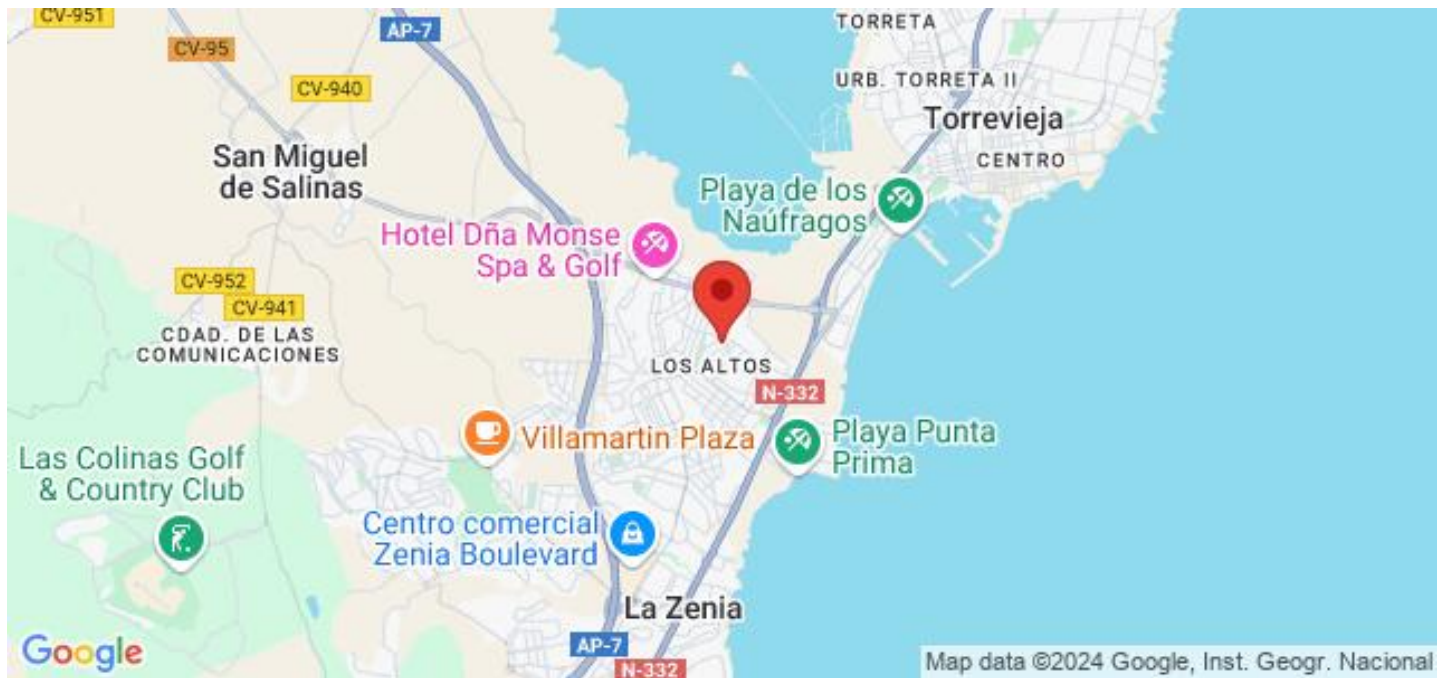 CV-951
AP-7
TORRETA
CV-95
URB. TORRETA II
CV-940
Torrevieja
San Miguel
de Salinas
CENTRO
Playa de los
Naúfragos
Hotel Dña Monse
Spa & Golf
CV-952
CV-941
CDAD. DE LAS
COMUNICACIONES
LOS ALTOS
N-332
Villamartin Plaza
Playa Punta
Prima
Las Colinas Golf
& Country Club
Centro comercial
Zenia Boulevard
La Zenia
AP-7
N-332
Google
Map data ©2024 Google, Inst. Geogr. Nacional